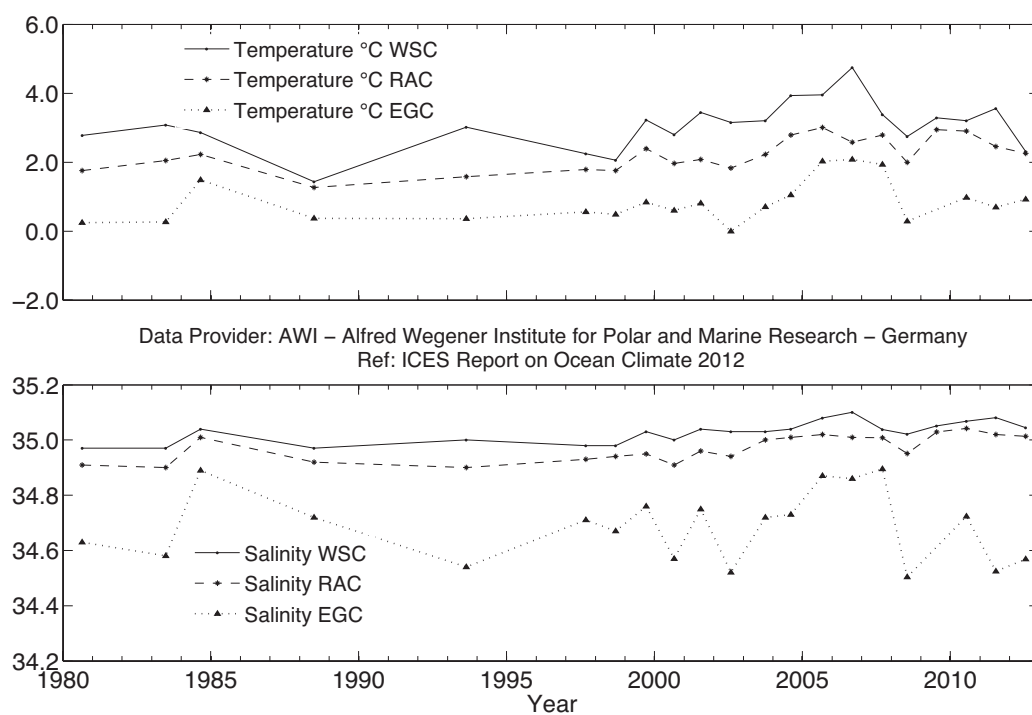 6.0
4.0
2.0
0.0
−2.0
Temperature °C WSC
Temperature °C RAC
Temperature °C EGC
Data Provider: AWI − Alfred Wegener Institute for Polar and Marine Research − Germany
Ref: ICES Report on Ocean Climate 2012
35.2
35.0
34.8
34.6
34.4
34.2
Salinity WSC
Salinity RAC
Salinity EGC
1980 1985 1990 1995 2000 2005 2010
Year